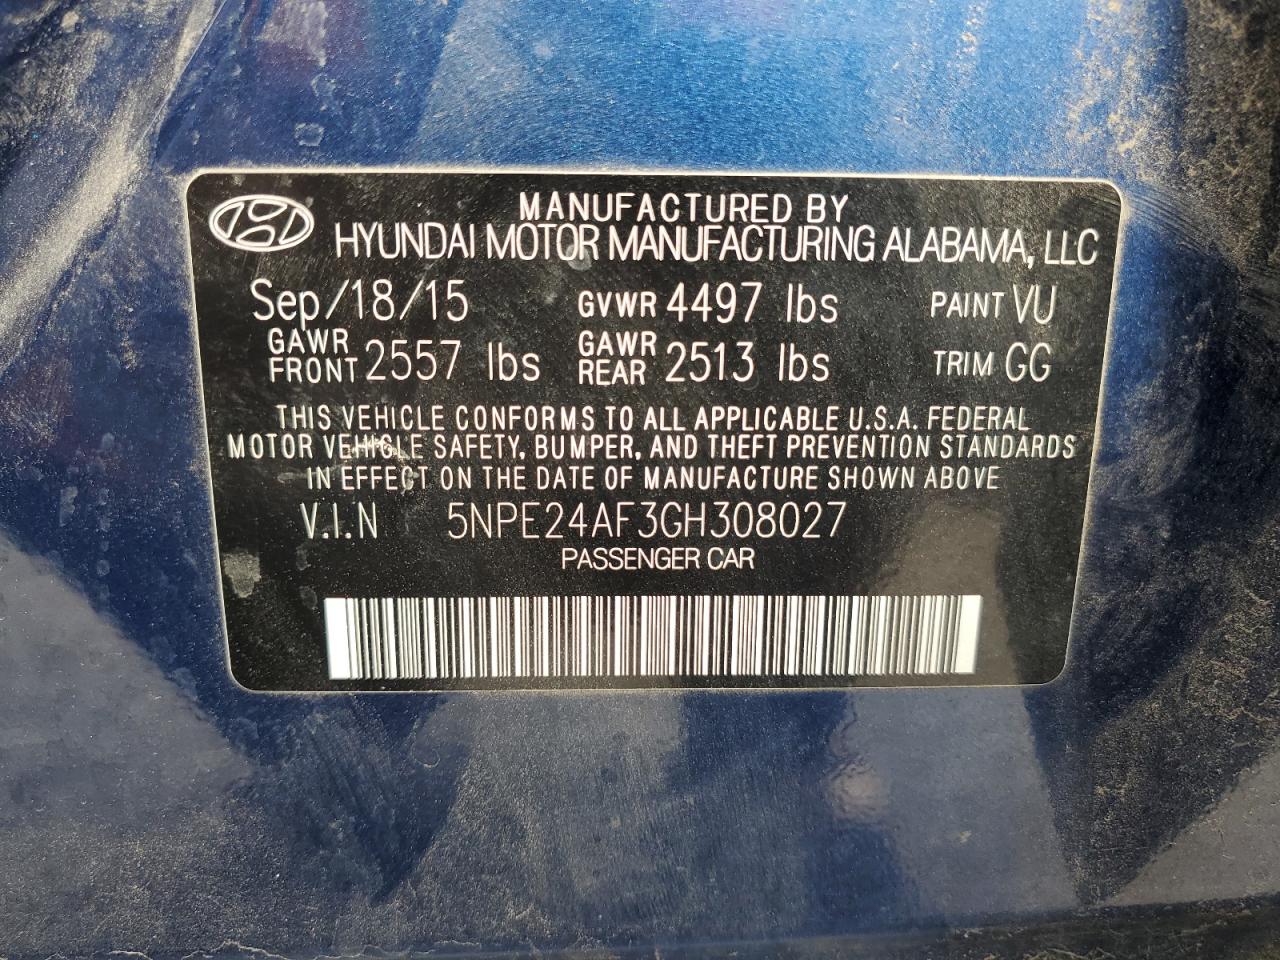 MANUFACTURED BY
HYUNDAI MOTOR MANUFACTURING ALABAMA, LLC
Sep/18/15 GVWR 4497 lbs PAINT VU
GAWR FRONT 2557 lbs GAWR REAR 2513 lbs TRIM GG
THIS VEHICLE CONFORMS TO ALL APPLICABLE U.S.A. FEDERAL
MOTOR VEHICLE SAFETY, BUMPER, AND THEFT PREVENTION STANDARDS
IN EFFECT ON THE DATE OF MANUFACTURE SHOWN ABOVE
V.I.N 5NPE24AF3GH308027
PASSENGER CAR